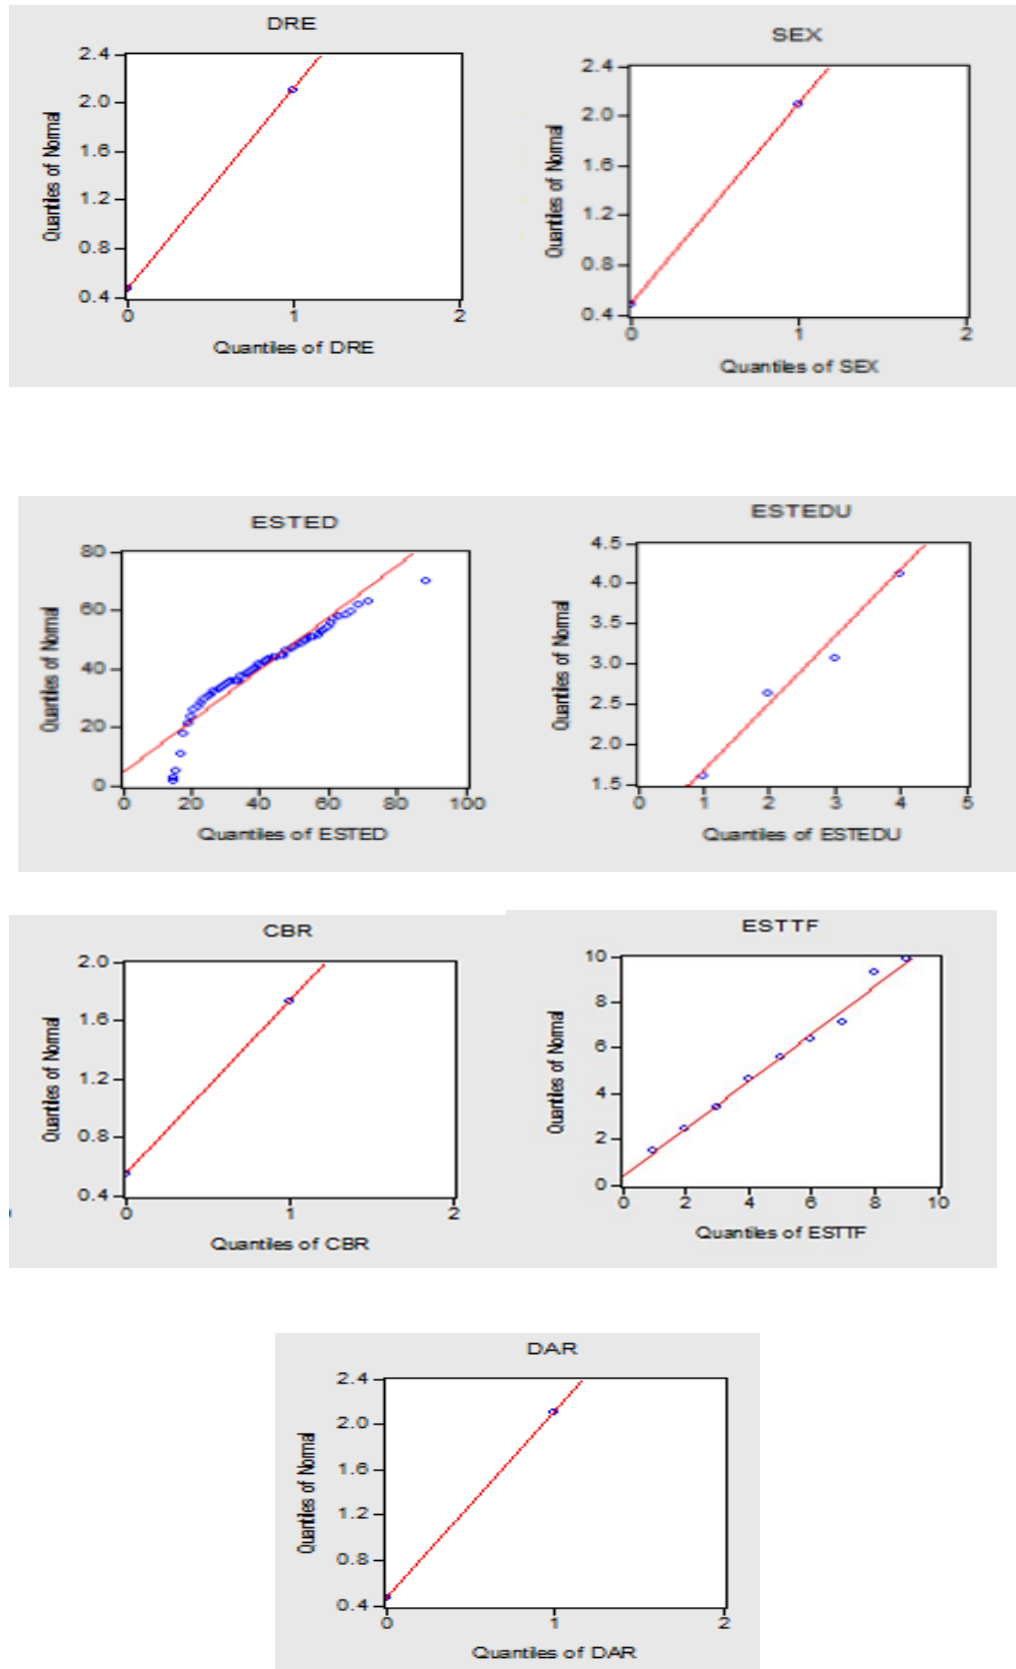 DRE
2.4
2.0
1.6
1.2
0.8
0.4
0 1 2
Quantiles of Normal
Quantiles of DRE
SEX
2.4
2.0
1.6
1.2
0.8
0.4
0 1 2
Quantiles of Normal
Quantiles of SEX
ESTED
80
60
40
20
0
0 20 40 60 80 100
Quantiles of Normal
Quantiles of ESTED
ESTEDU
4.5
4.0
3.5
3.0
2.5
2.0
1.5
0 1 2 3 4 5
Quantiles of Normal
Quantiles of ESTEDU
CBR
2.0
1.6
1.2
0.8
0.4
0 1 2
Quantiles of Normal
Quantiles of CBR
ESTTF
10
8
6
4
2
0
0 2 4 6 8 10
Quantiles of Normal
Quantiles of ESTTF
DAR
2.4
2.0
1.6
1.2
0.8
0.4
0 1 2
Quantiles of Normal
Quantiles of DAR